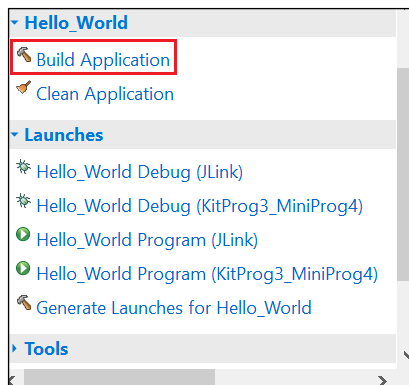 Hello_World
Build Application
Clean Application
Launches
Hello_World Debug (JLink)
Hello_World Debug (KitProg3_MiniProg4)
Hello_World Program (JLink)
Hello_World Program (KitProg3_MiniProg4)
Generate Launches for Hello_World
Tools